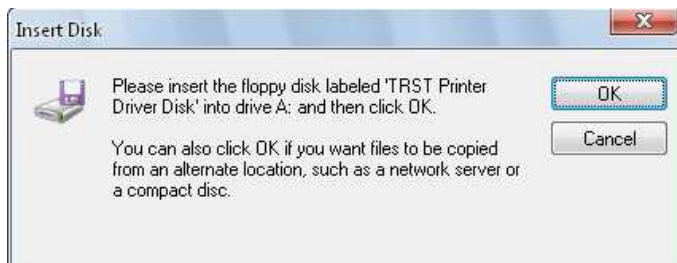 Insert Disk
Please insert the floppy disk labeled 'TRST Printer
Driver Disk' into drive A: and then click OK.
You can also click OK if you want files to be copied
from an alternate location, such as a network server or
a compact disc.
OK
Cancel